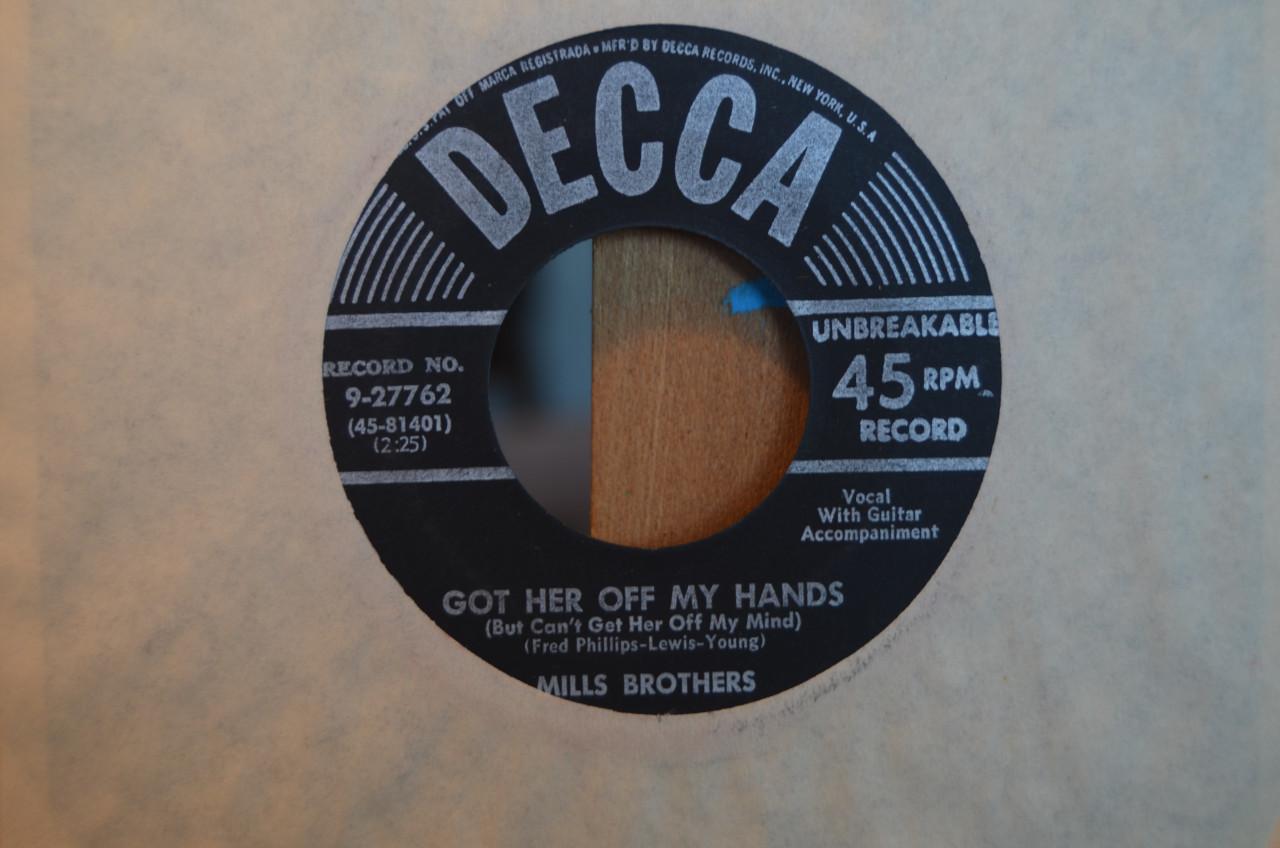 U.S. PAT OFF MARCA REGISTRADA • MFR'D BY DECCA RECORDS, INC., NEW YORK, U.S.A
DECCA
RECORD NO.
9-27762
(45-81401)
(2:25)
UNBREAKABLE
45 RPM
RECORD
Vocal
With Guitar
Accompaniment
GOT HER OFF MY HANDS
(But Can't Get Her Off My Mind)
(Fred Phillips-Lewis-Young)
MILLS BROTHERS